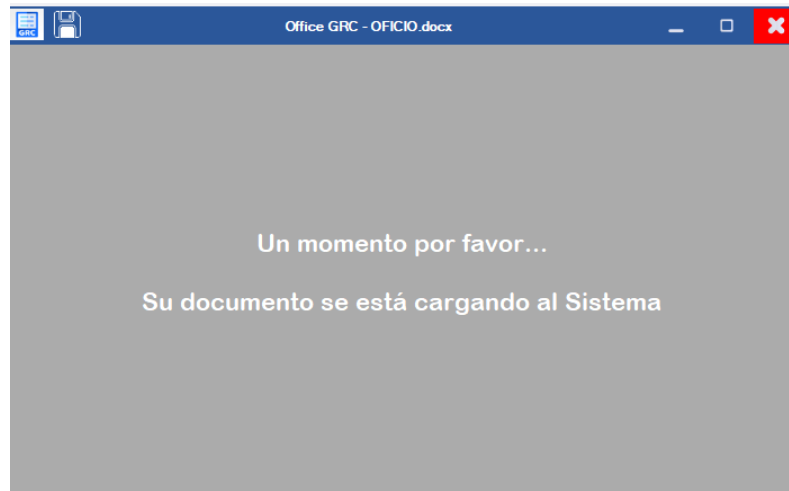 GRC
Office GRC - OFICIO.docx
Un momento por favor...
Su documento se está cargando al Sistema